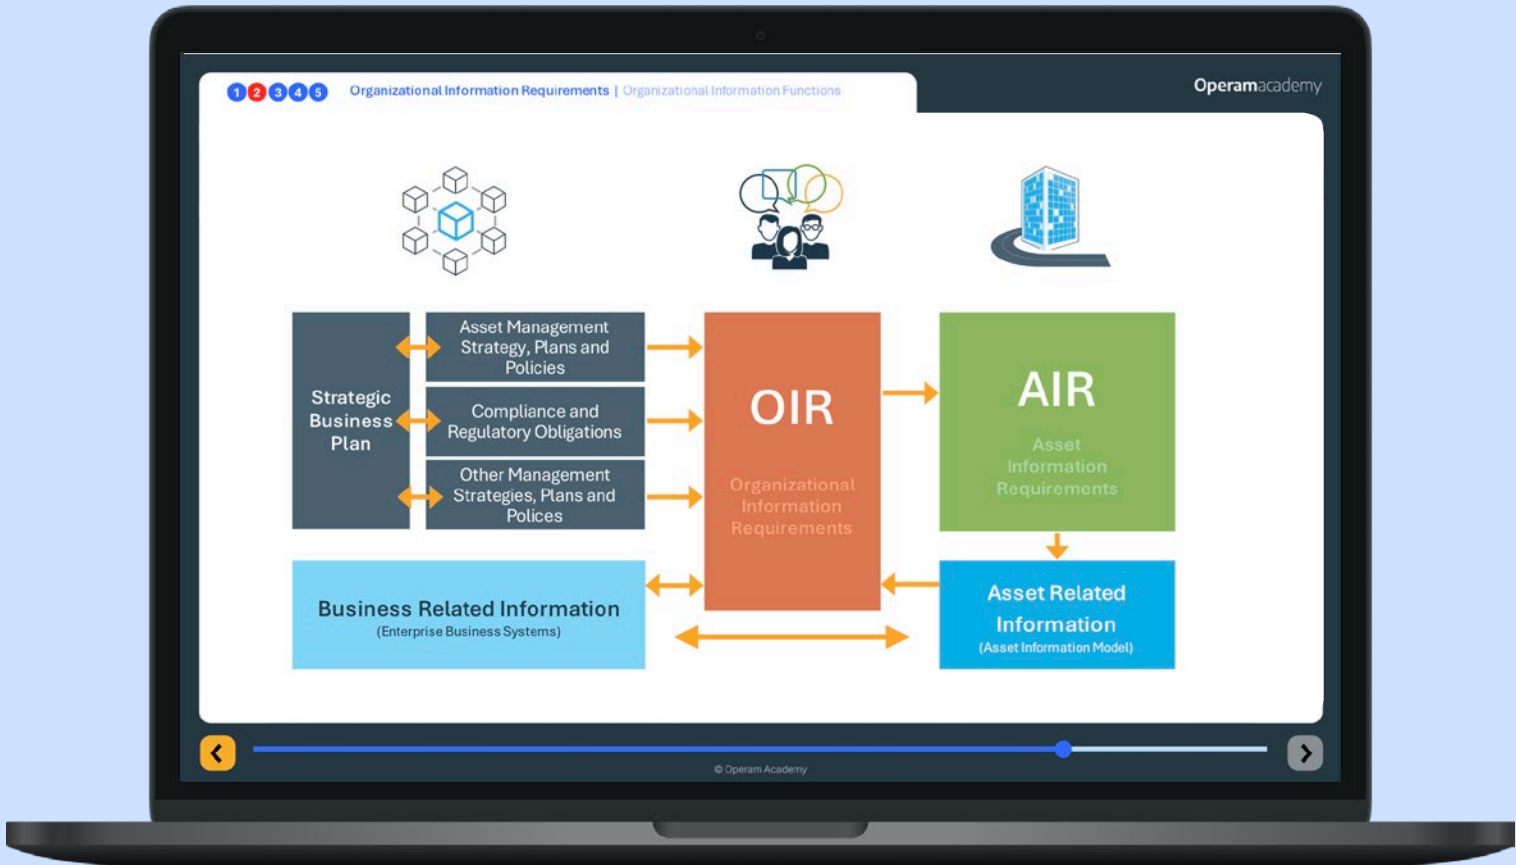 1 2 3 4 5
Organizational Information Requirements | Organizational Information Functions
Operamacademy
Strategic
Business
Plan
Asset Management
Strategy, Plans and
Policies
Compliance and
Regulatory Obligations
Other Management
Strategies, Plans and
Polices
OIR
Organizational
Information
Requirements
AIR
Asset
Information
Requirements
Business Related Information
(Enterprise Business Systems)
Asset Related
Information
(Asset Information Model)
© Operam Academy